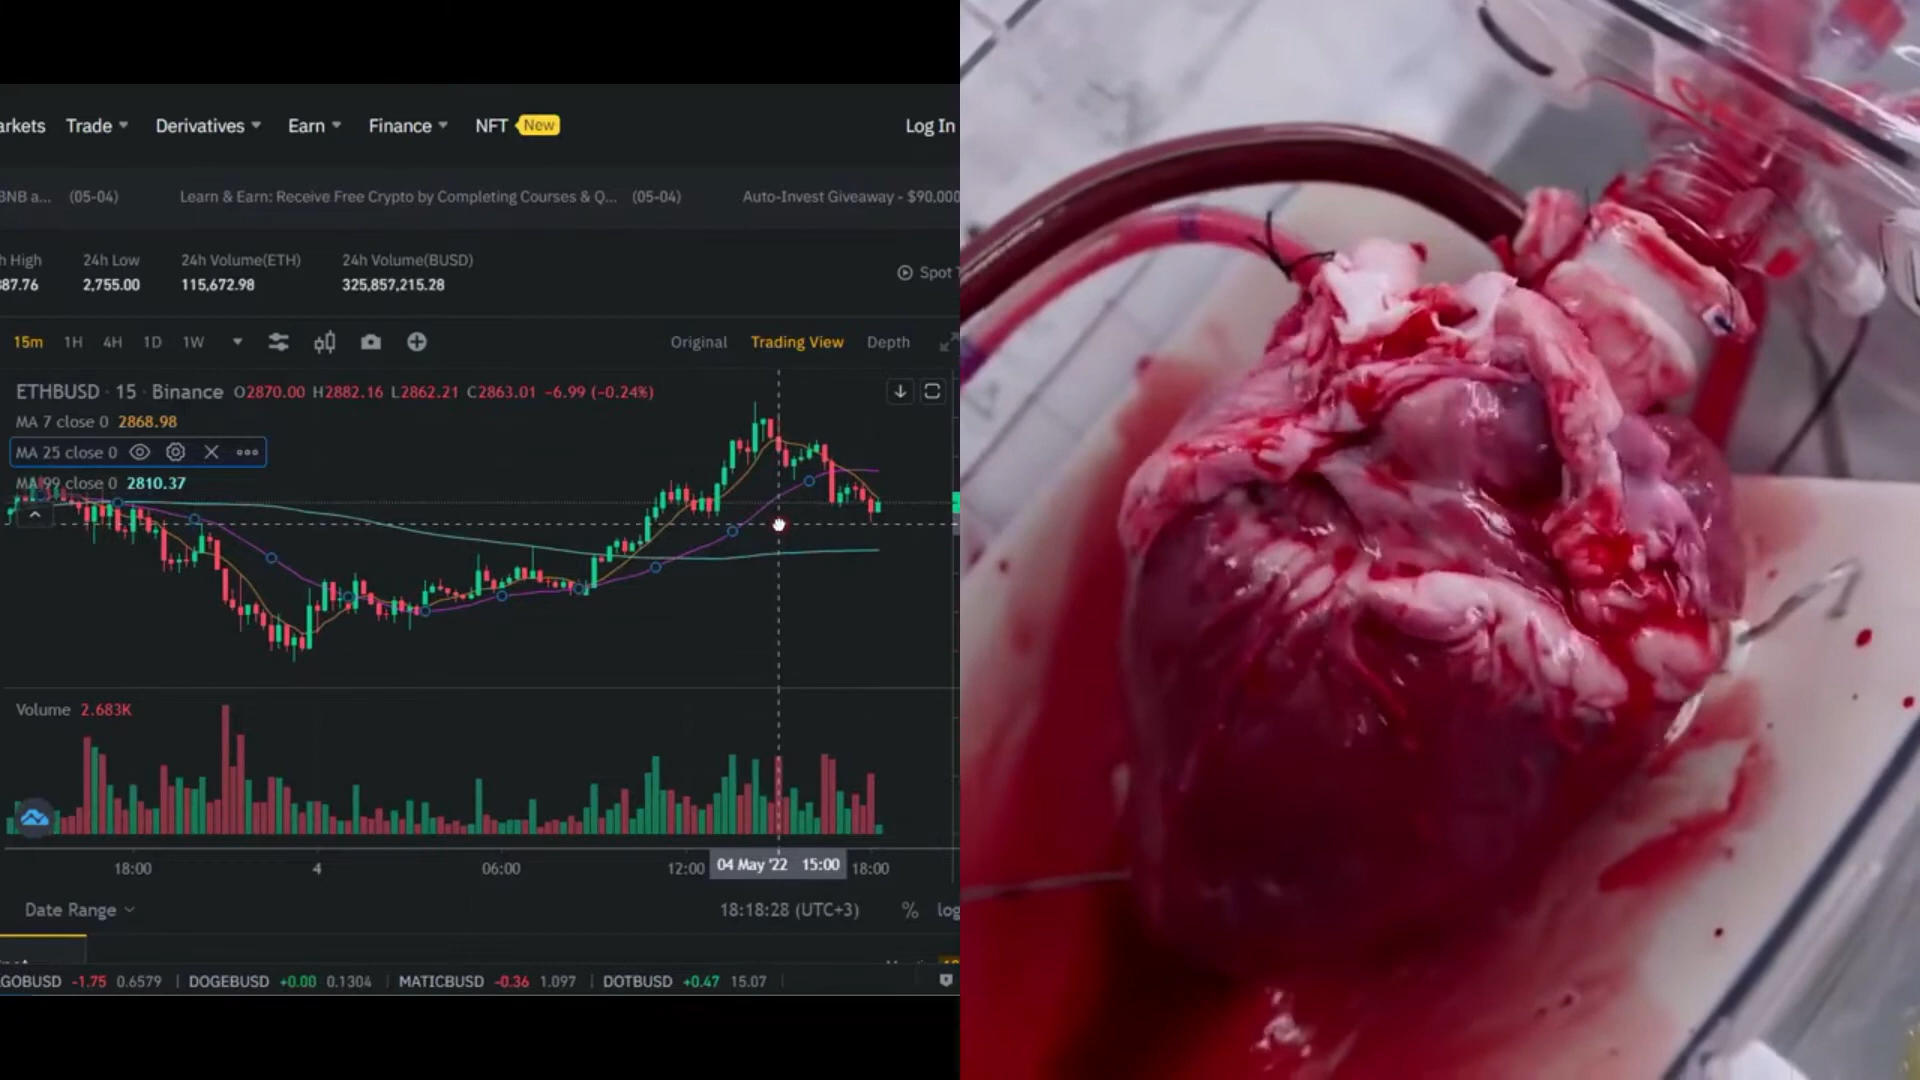 arkets Trade Derivatives Earn Finance NFT New Log In
BNB a... (05-04) Learn & Earn: Receive Free Crypto by Completing Courses & Q... (05-04) Auto-Invest Giveaway - $90,000
h High 24h Low 24h Volume(ETH) 24h Volume(BUSD)
87.76 2,755.00 115,672.98 325,857,215.28
Spot T
15m 1H 4H 1D 1W Original Trading View Depth
ETHBUSD · 15 · Binance O2870.00 H2882.16 L2862.21 C2863.01 -6.99 (-0.24%)
MA 7 close 0 2868.98
MA 25 close 0
MA 99 close 0 2810.37
Volume 2.683K
18:00 4 06:00 12:00 04 May '22 15:00 18:00
Date Range 18:18:28 (UTC+3) % log
GOBUSD -1.75 0.6579 | DOGEBUSD +0.00 0.1304 | MATICBUSD -0.36 1.097 | DOTBUSD +0.47 15.07 |